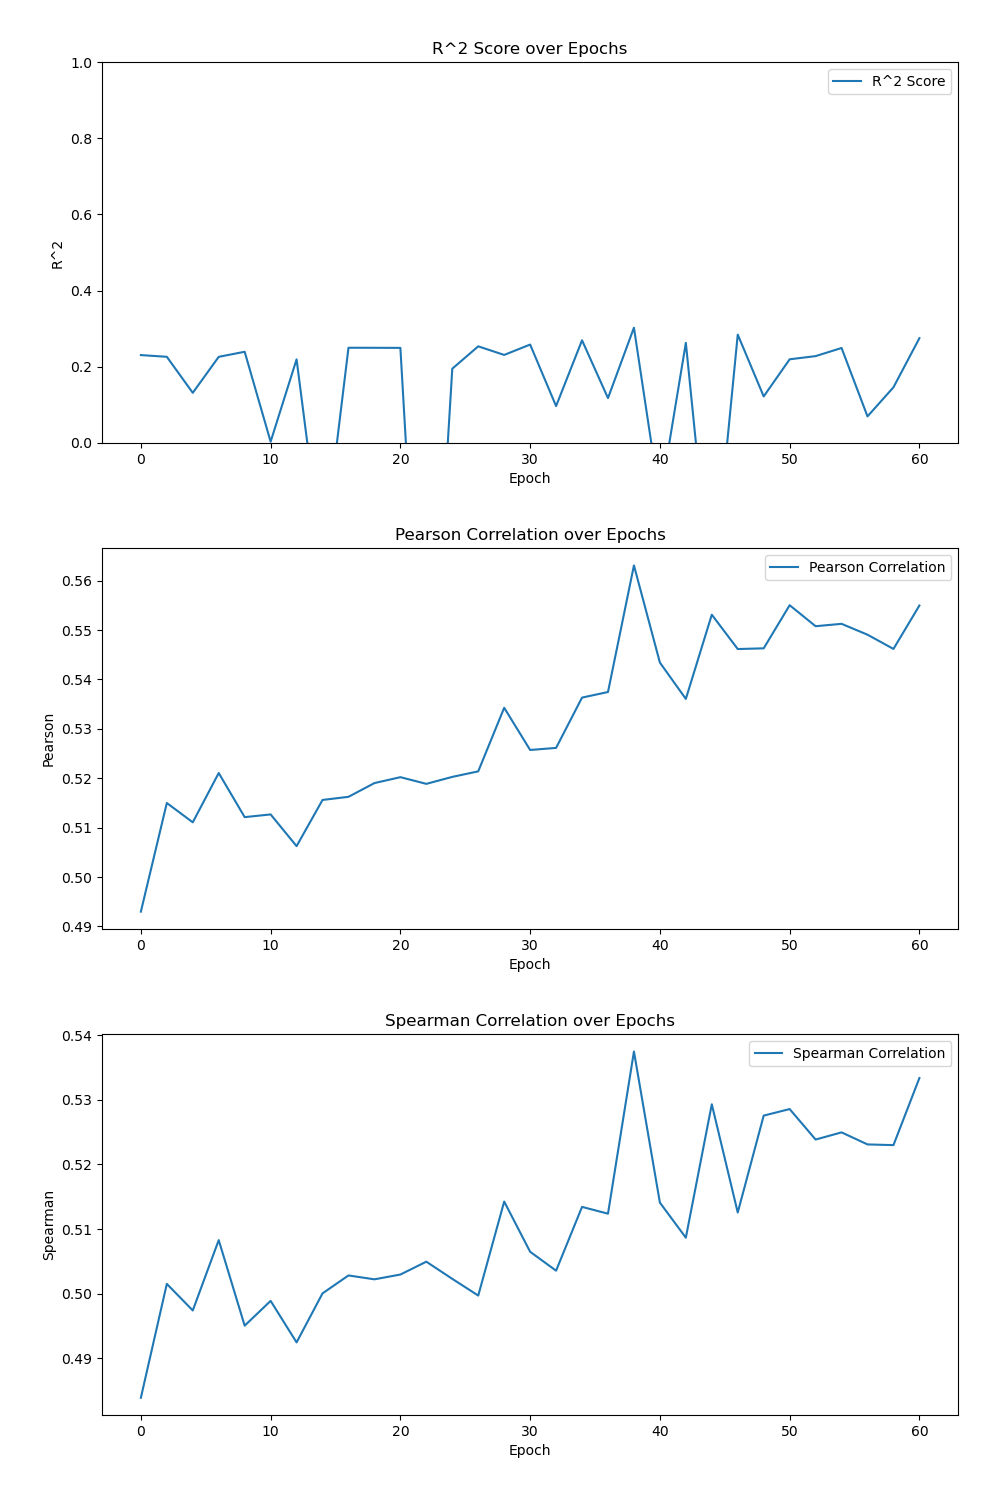 R^2 Score over Epochs
1.0
0.8
0.6
0.4
0.2
0.0
R^2
R^2 Score
0 10 20 30 40 50 60
Epoch
Pearson Correlation over Epochs
0.56
0.55
0.54
0.53
0.52
0.51
0.50
0.49
Pearson
Pearson Correlation
0 10 20 30 40 50 60
Epoch
Spearman Correlation over Epochs
0.54
0.53
0.52
0.51
0.50
0.49
Spearman
Spearman Correlation
0 10 20 30 40 50 60
Epoch